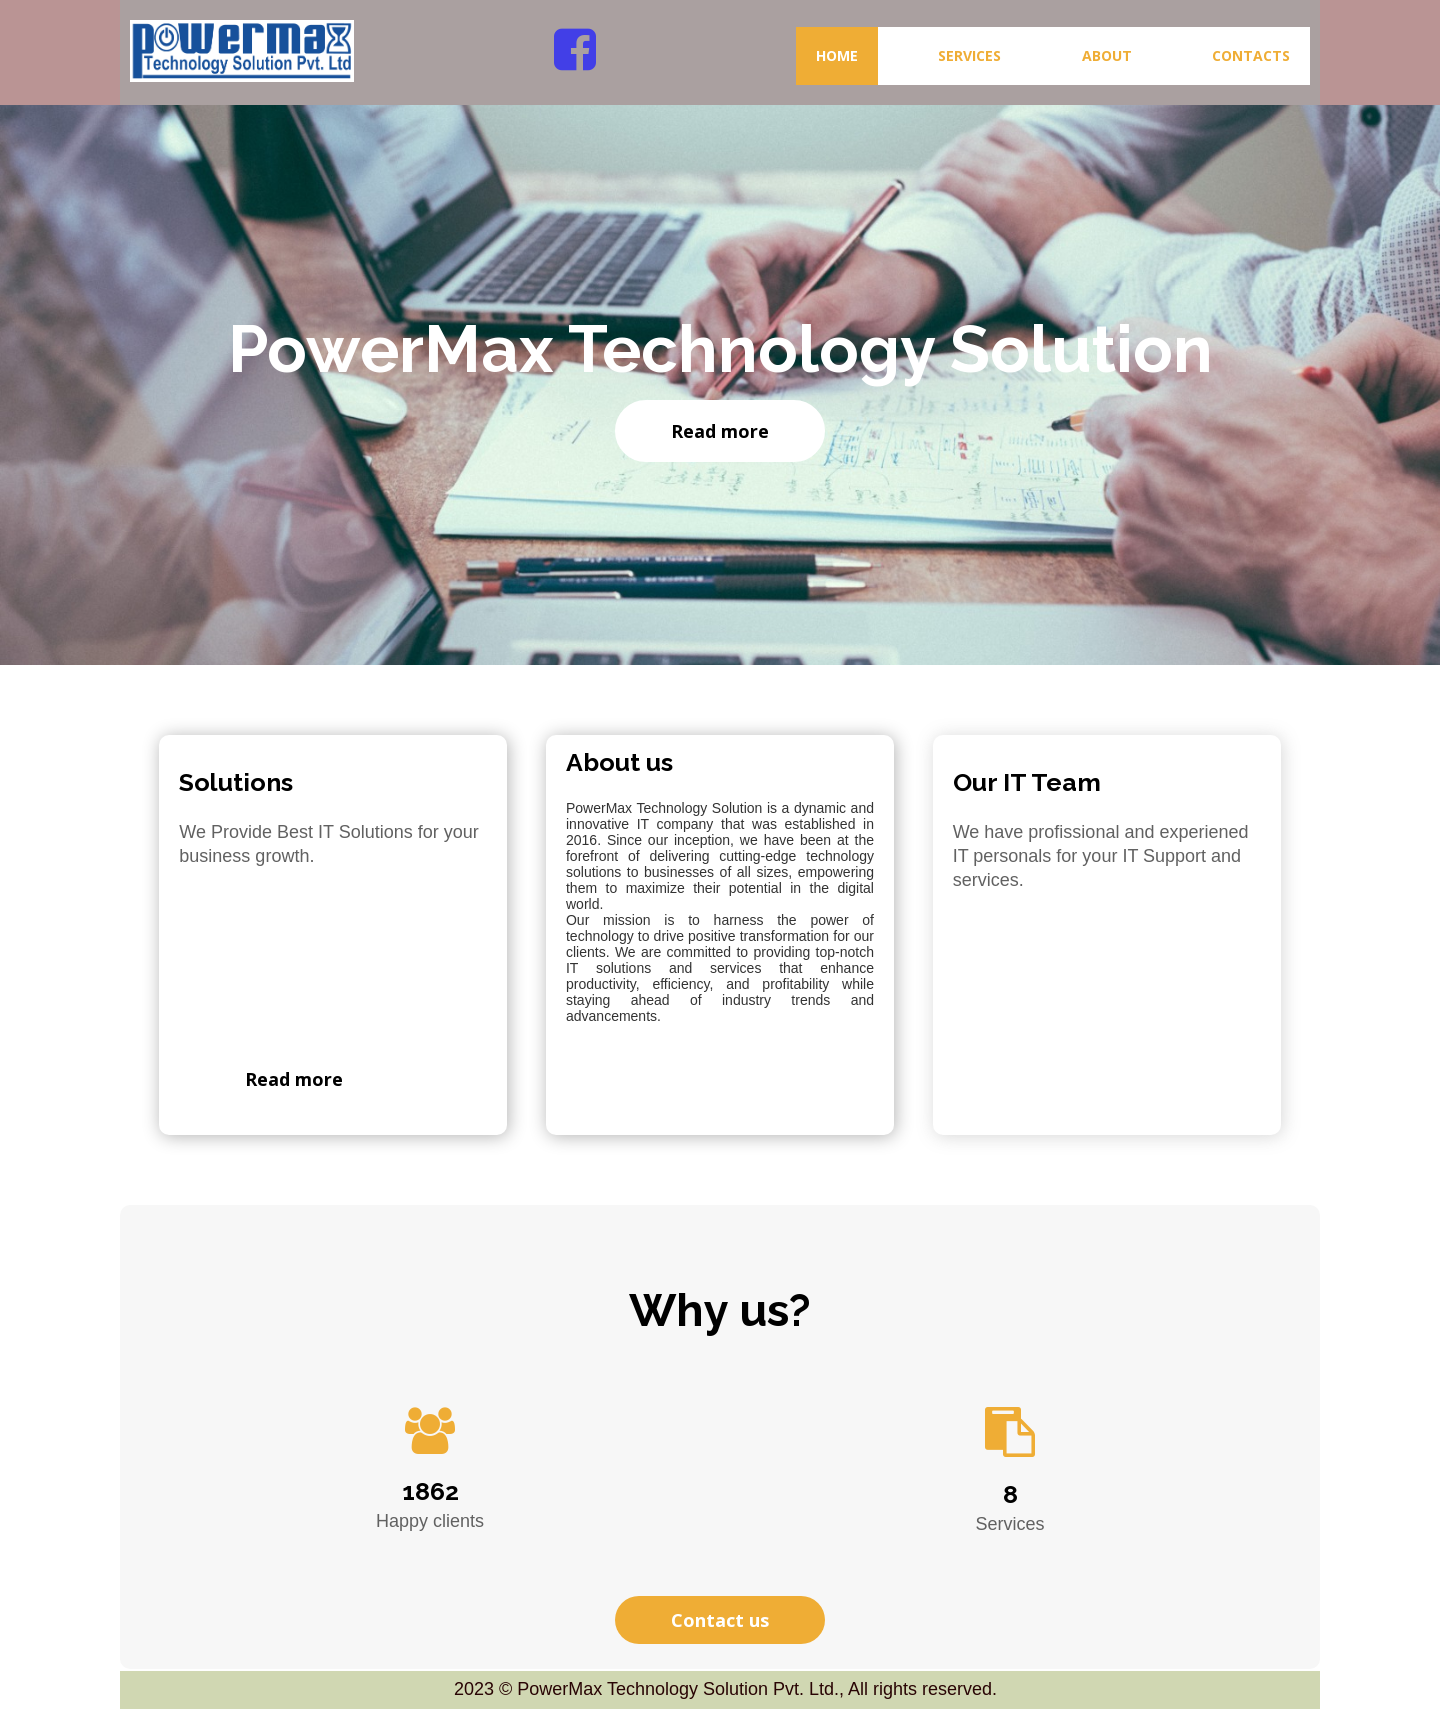 powermax
Technology Solution Pvt. Ltd
HOME
SERVICES
ABOUT
CONTACTS
PowerMax Technology Solution
Read more
Solutions
We Provide Best IT Solutions for your
business growth.
Read more
About us
PowerMax Technology Solution is a dynamic and
innovative IT company that was established in
2016. Since our inception, we have been at the
forefront of delivering cutting-edge technology
solutions to businesses of all sizes, empowering
them to maximize their potential in the digital
world.
Our mission is to harness the power of
technology to drive positive transformation for our
clients. We are committed to providing top-notch
IT solutions and services that enhance
productivity, efficiency, and profitability while
staying ahead of industry trends and
advancements.
Our IT Team
We have professional and experiened
IT personals for your IT Support and
services.
Why us?
1862
Happy clients
8
Services
Contact us
2023 © PowerMax Technology Solution Pvt. Ltd., All rights reserved.